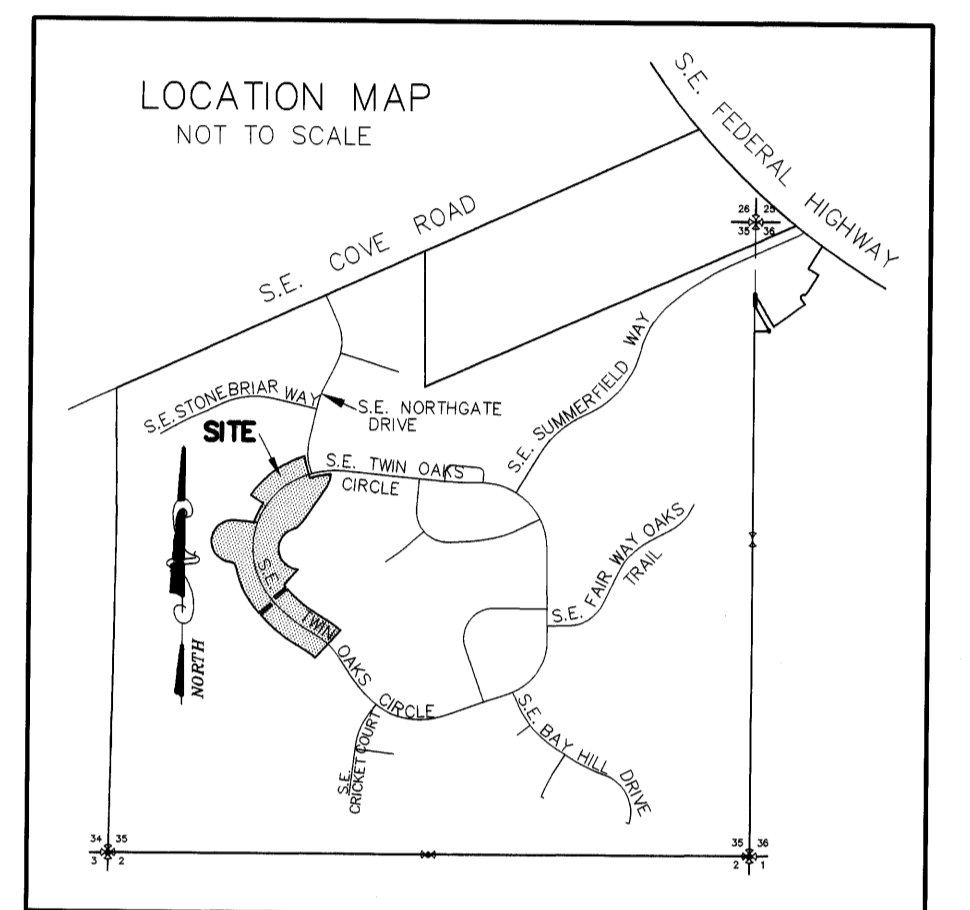 LOCATION MAP
NOT TO SCALE
S.E. FEDERAL HIGHWAY
S.E. COVE ROAD
26 25
35 36
S.E. SUMMERFIELD WAY
S.E. STONEBRIAR WAY
S.E. NORTHGATE
DRIVE
SITE
S.E. TWIN OAKS
CIRCLE
S.E. FAIR WAY OAKS
TRAIL
S.E. TWIN OAKS CIRCLE
NORTH
S.E. BAY HILL DRIVE
S.E.
CRICKET COURT
34 35
3 2
35 36
2 1